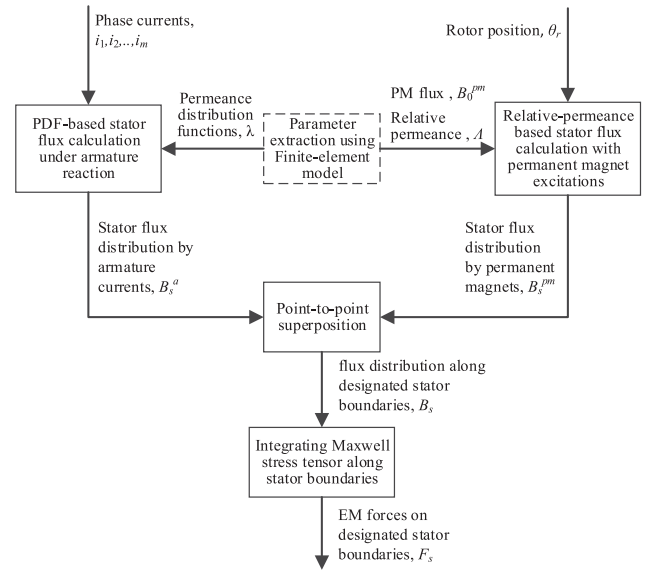 Phase currents,
i₁,i₂,..,iₘ
Rotor position, θᵣ
PDF-based stator
flux calculation
under armature
reaction
Permeance
distribution
functions, λ
Parameter
extraction using
Finite-element
model
PM flux , B₀ᵖᵐ
Relative
permeance , Λ
Relative-permeance
based stator flux
calculation with
permanent magnet
excitations
Stator flux
distribution by
armature
currents, Bₛᵃ
Stator flux
distribution
by permanent
magnets, Bₛᵖᵐ
Point-to-point
superposition
flux distribution along
designated stator
boundaries, Bₛ
Integrating Maxwell
stress tensor along
stator boundaries
EM forces on
designated stator
boundaries, Fₛ